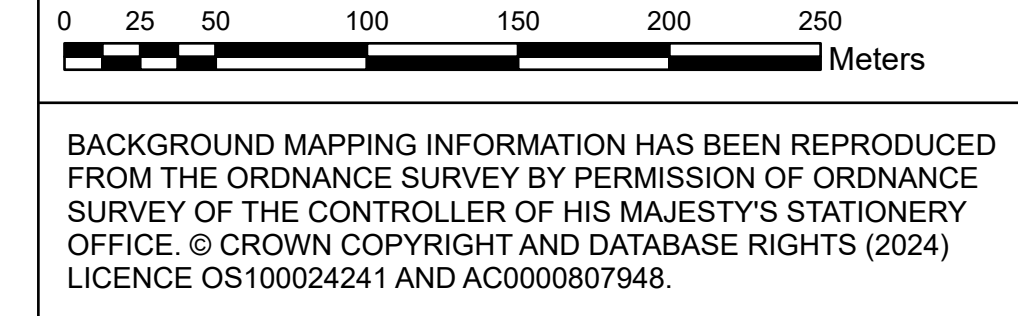 0 25 50 100 150 200 250
Meters
BACKGROUND MAPPING INFORMATION HAS BEEN REPRODUCED
FROM THE ORDNANCE SURVEY BY PERMISSION OF ORDNANCE
SURVEY OF THE CONTROLLER OF HIS MAJESTY'S STATIONERY
OFFICE. © CROWN COPYRIGHT AND DATABASE RIGHTS (2024)
LICENCE OS100024241 AND AC0000807948.